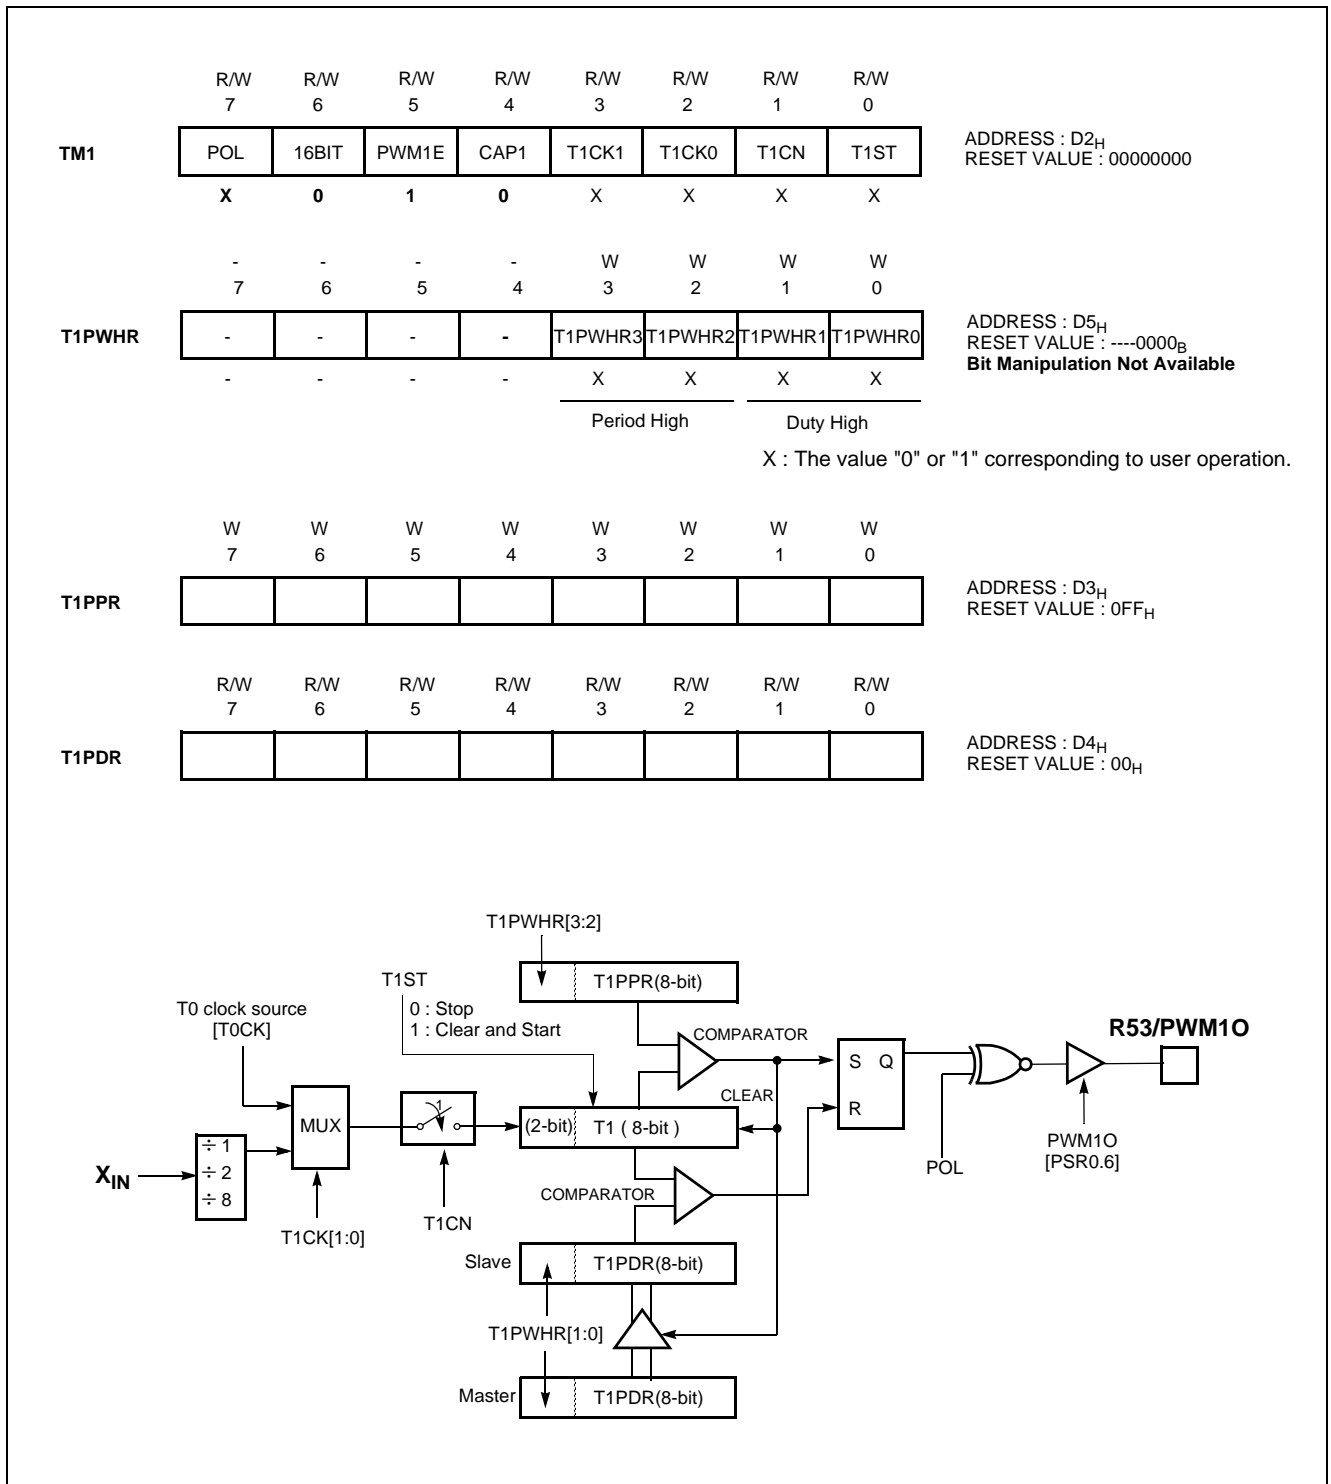 R/W R/W R/W R/W R/W R/W R/W R/W
7 6 5 4 3 2 1 0
TM1 POL 16BIT PWM1E CAP1 T1CK1 T1CK0 T1CN T1ST
ADDRESS : D2H
RESET VALUE : 00000000
X 0 1 0 X X X X
- - - - W W W W
7 6 5 4 3 2 1 0
T1PWHR - - - - T1PWHR3 T1PWHR2 T1PWHR1 T1PWHR0
ADDRESS : D5H
RESET VALUE : ----0000B
Bit Manipulation Not Available
- - - - X X X X
Period High Duty High
X : The value "0" or "1" corresponding to user operation.
W W W W W W W W
7 6 5 4 3 2 1 0
T1PPR
ADDRESS : D3H
RESET VALUE : 0FFH
R/W R/W R/W R/W R/W R/W R/W R/W
7 6 5 4 3 2 1 0
T1PDR
ADDRESS : D4H
RESET VALUE : 00H
T1PWHR[3:2]
T1PPR(8-bit)
T1ST
0 : Stop
1 : Clear and Start
T0 clock source
[T0CK]
COMPARATOR
R53/PWM1O
S Q
R
CLEAR
MUX
1
(2-bit) T1 ( 8-bit )
XIN
÷ 1
÷ 2
÷ 8
T1CK[1:0]
T1CN
COMPARATOR
POL
PWM1O
[PSR0.6]
Slave T1PDR(8-bit)
T1PWHR[1:0]
Master T1PDR(8-bit)